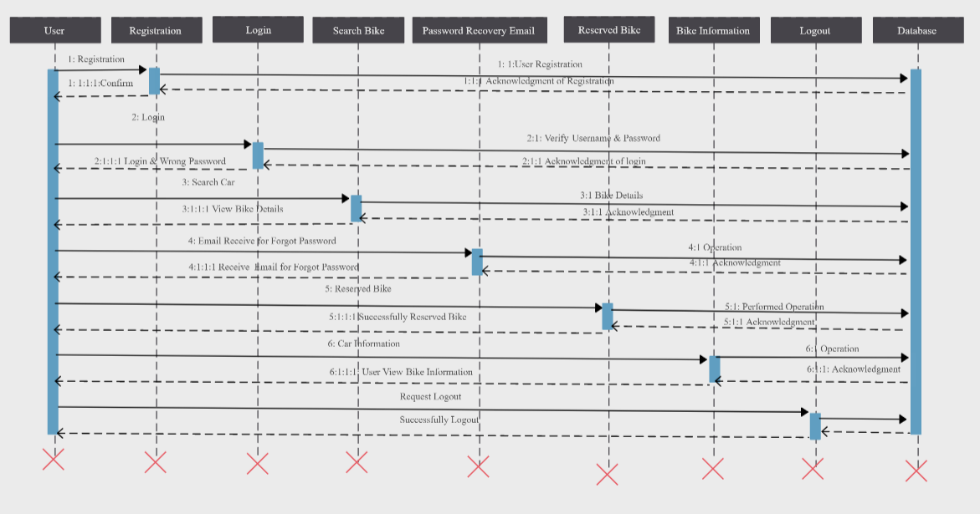 User
Registration
Login
Search Bike
Password Recovery Email
Reserved Bike
Bike Information
Logout
Database
1: Registration
1: 1:User Registration
1:1:1 Acknowledgment of Registration
1: 1:1:1:Confirm
2: Login
2:1: Verify Username & Password
2:1:1:1 Login & Wrong Password
2:1:1 Acknowledgment of login
3: Search Car
3:1 Bike Details
3:1:1:1 View Bike Details
3:1:1 Acknowledgment
4: Email Receive for Forgot Password
4:1 Operation
4:1:1 Acknowledgment
4:1:1:1 Receive Email for Forgot Password
5: Reserved Bike
5:1: Performed Operation
5:1:1:1 Successfully Reserved Bike
5:1:1 Acknowledgment
6: Car Information
6:1 Operation
6:1:1:1 User View Bike Information
6:1:1: Acknowledgment
Request Logout
Successfully Logout